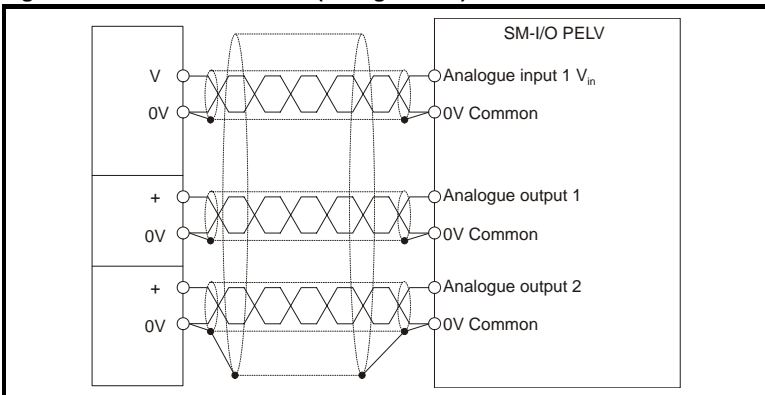 SM-I/O PELV
V Analogue input 1 Vin
0V 0V Common
+ Analogue output 1
0V 0V Common
+ Analogue output 2
0V 0V Common